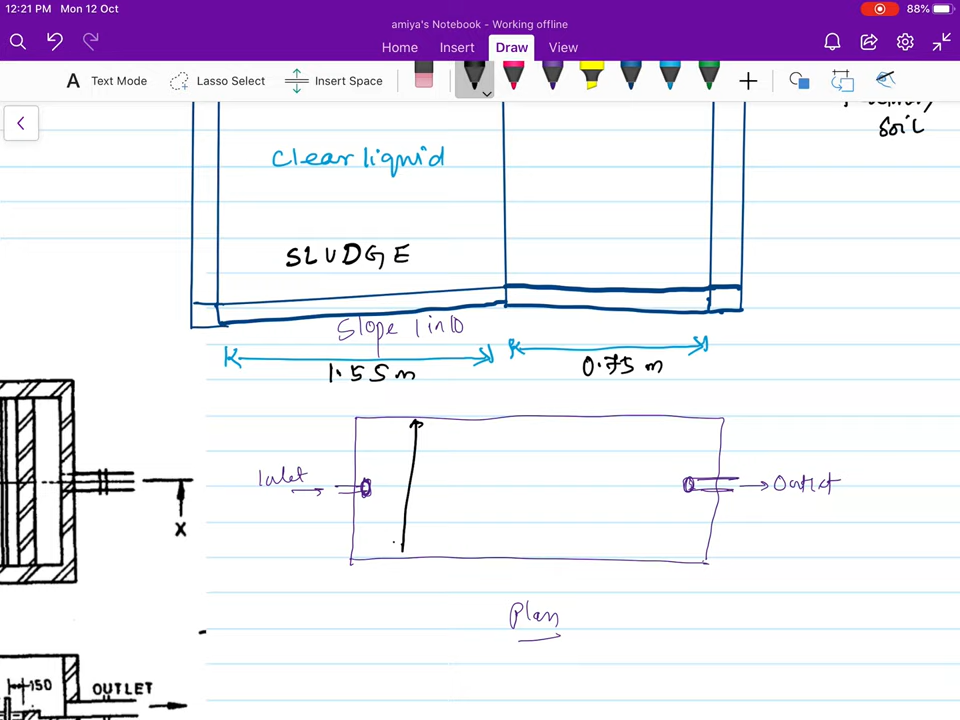 12:21 PM Mon 12 Oct
88%
amiya's Notebook - Working offline
Home Insert Draw View
A Text Mode Lasso Select Insert Space
soil
Clear liquid
SLUDGE
Slope 1 in 10
1.55 m
0.75 m
Inlet
Outlet
X
Plan
150
OUTLET